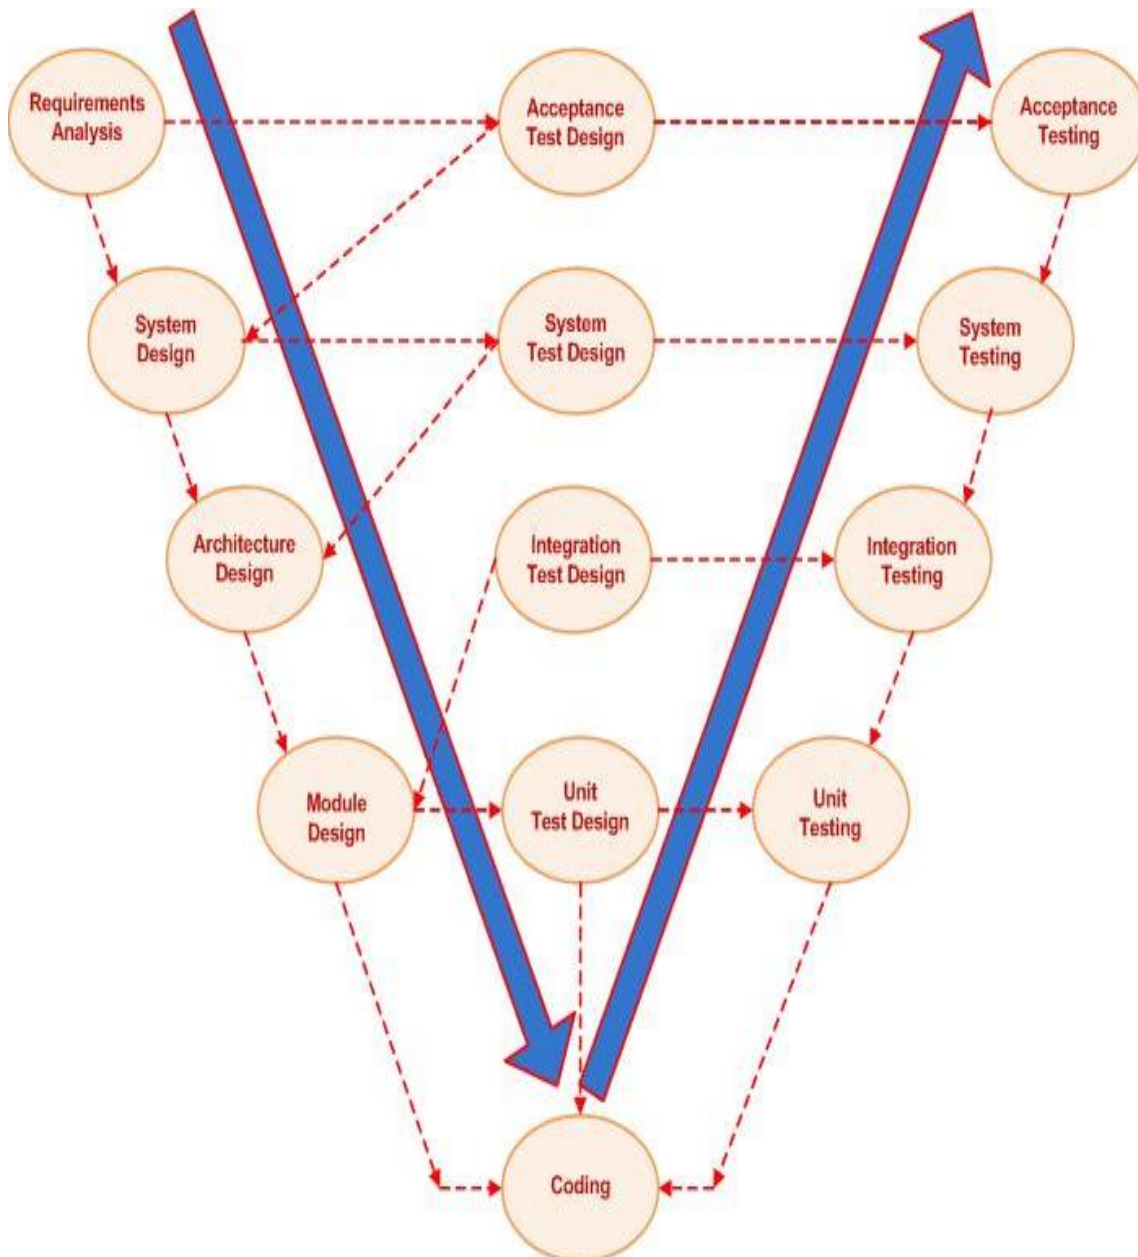 Requirements
Analysis
Acceptance
Test Design
Acceptance
Testing
System
Design
System
Test Design
System
Testing
Architecture
Design
Integration
Test Design
Integration
Testing
Module
Design
Unit
Test Design
Unit
Testing
Coding